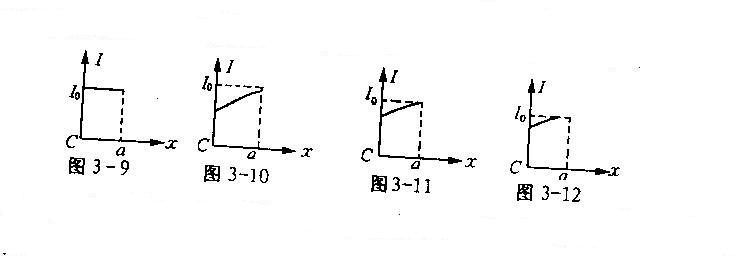 I
I₀
C
a
x
图 3-9
I
I₀
C
a
x
图 3-10
I
I₀
C
a
x
图3-11
I
I₀
C
a
x
图 3-12